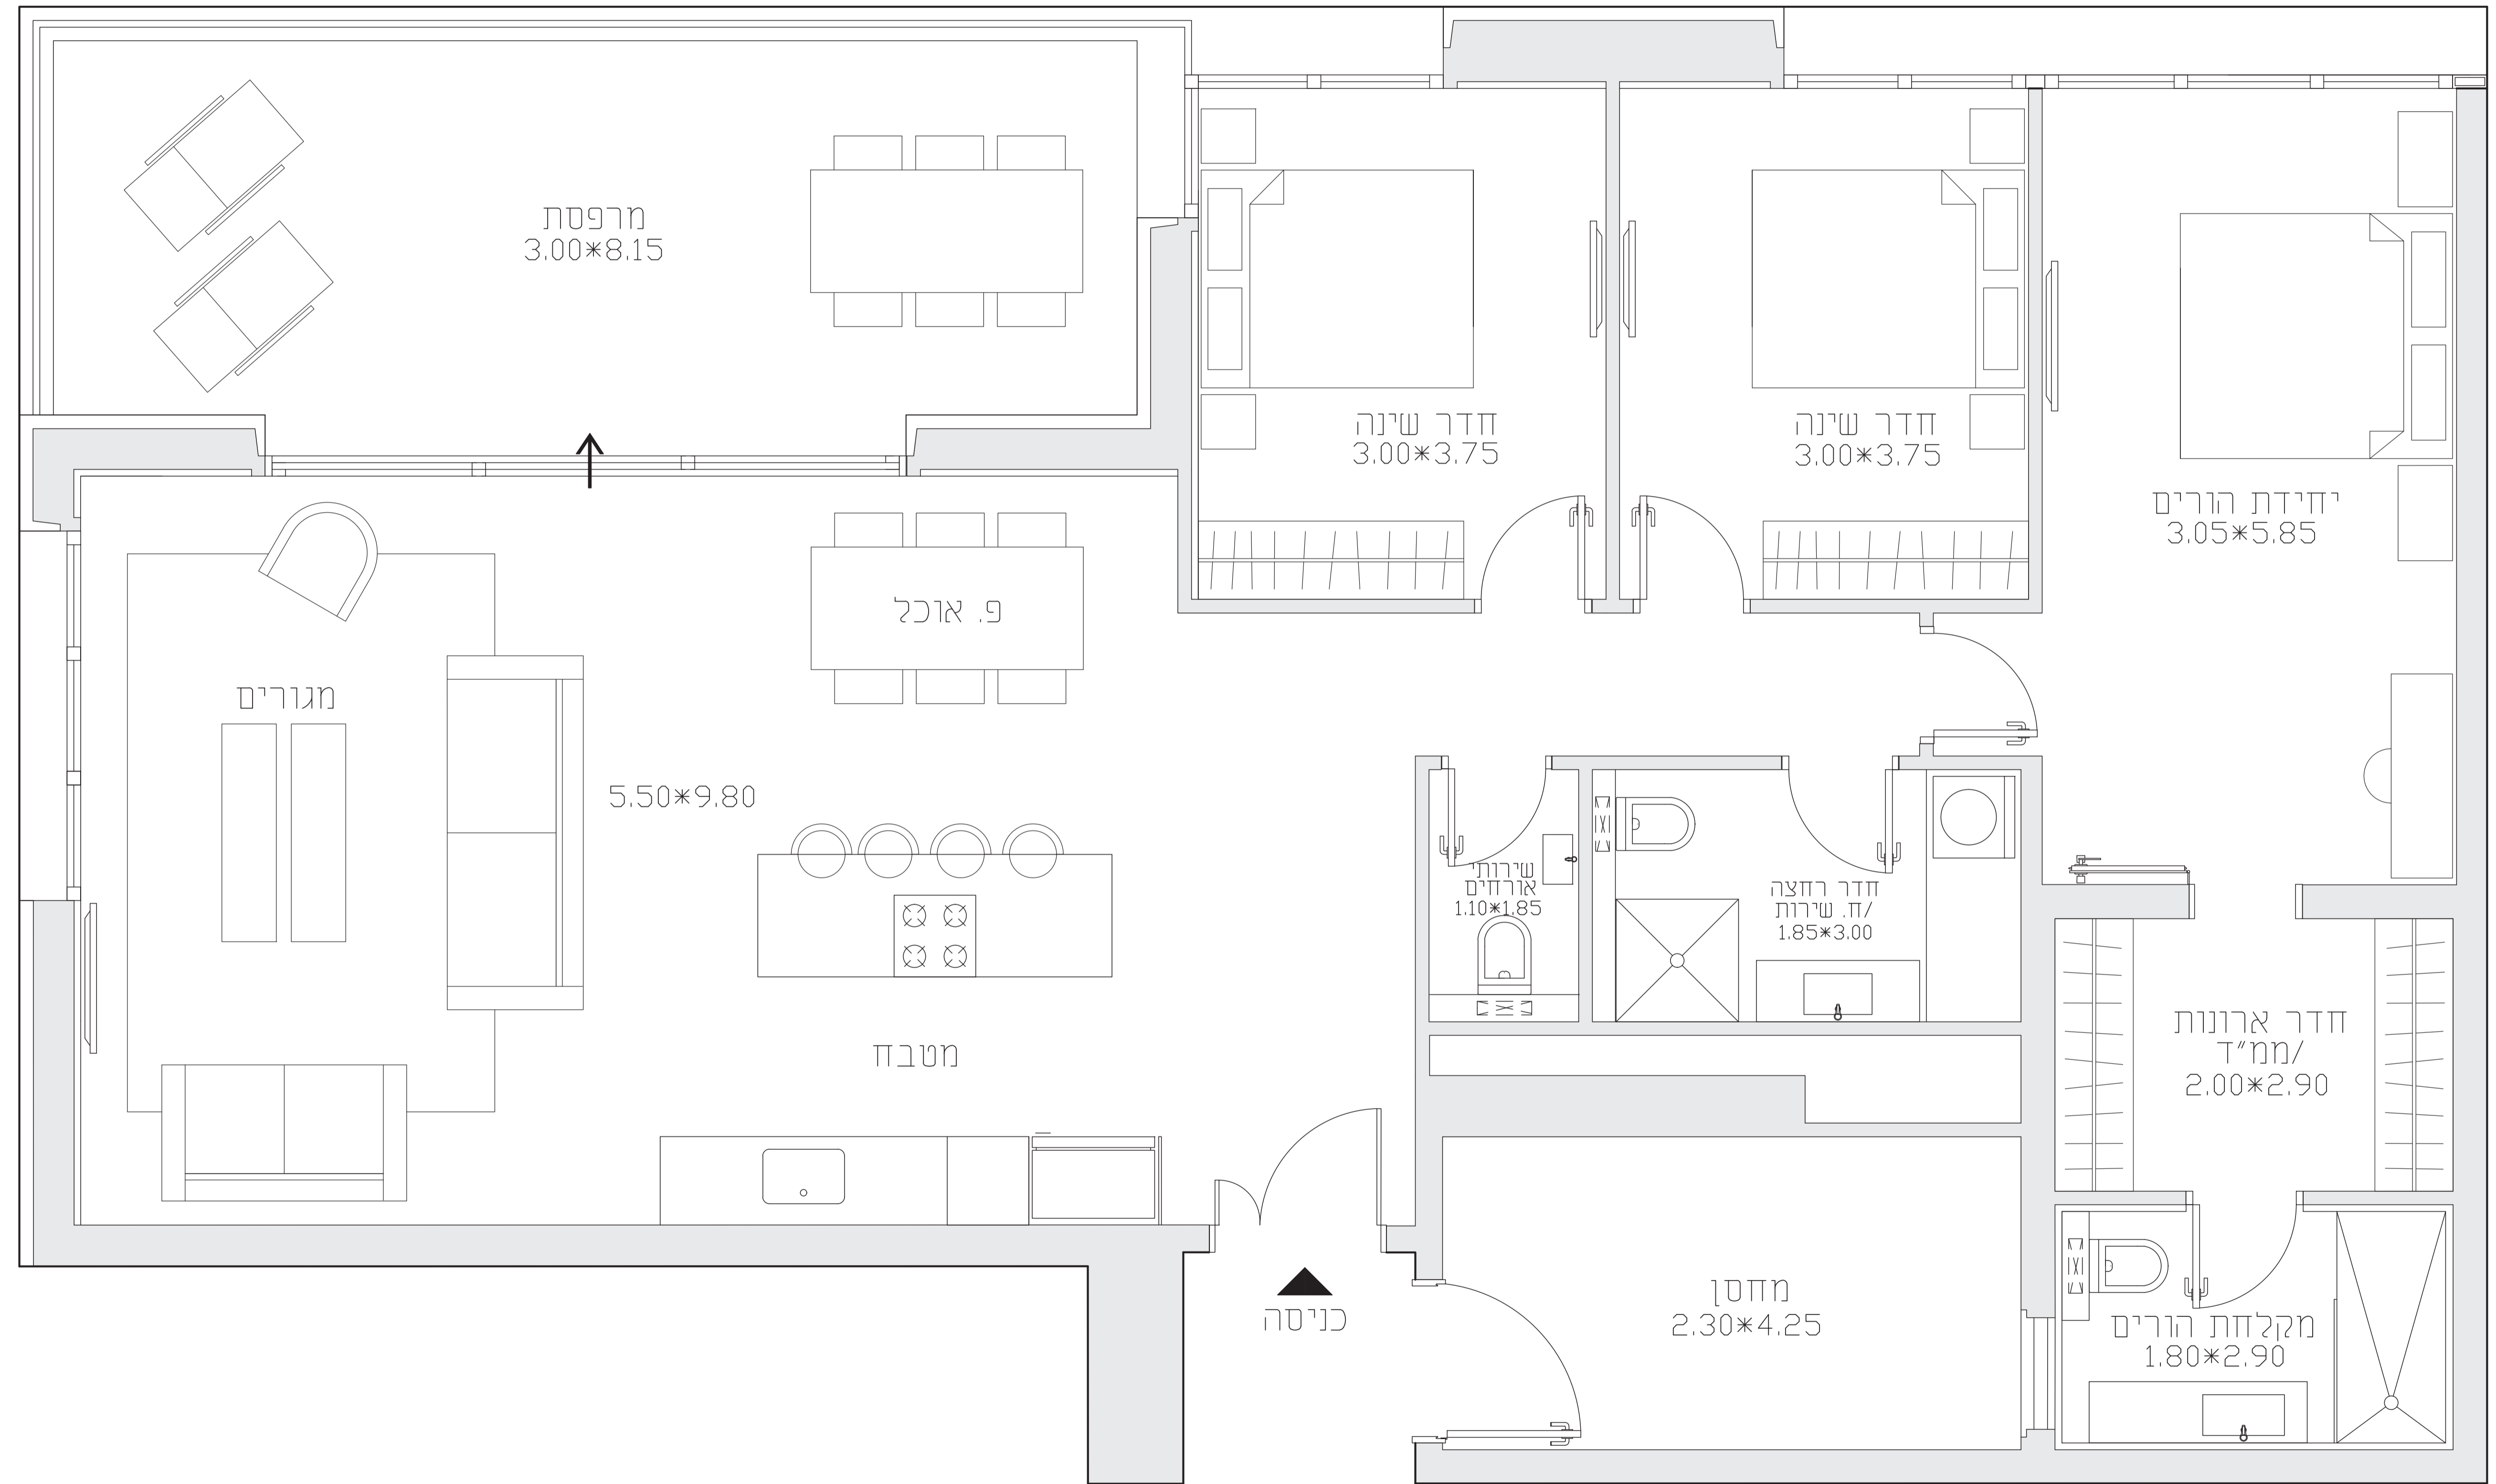 מרפסת
3.00*8.15
חדר שינה
3.00*3.75
חדר שינה
3.00*3.75
יחידת הורים
3.05*5.85
פ. אוכל
מגורים
5.50*9.80
מטבח
שירותי
אורחים
1.10*1.85
חדר רחצה
/ח. שירות
1.85*3.00
חדר ארונות
/ממ"ד
2.00*2.90
מקלחת הורים
1.80*2.90
מחסן
2.30*4.25
כניסה